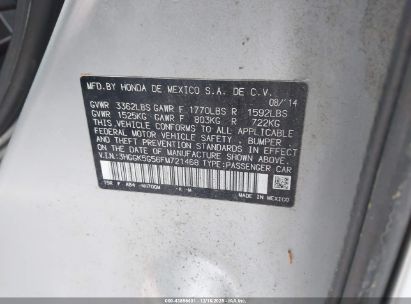 MFD.BY HONDA DE MEXICO S.A. DE C.V.
08/'14
GVWR 3362LBS GAWR F 1770LBS R 1592LBS
GVWR 1525KG GAWR F 803KG R 722KG
THIS VEHICLE CONFORMS TO ALL APPLICABLE
FEDERAL MOTOR VEHICLE SAFETY, BUMPER
AND THEFT PREVENTION STANDARDS IN EFFECT
ON THE DATE OF MANUFACTURE SHOWN ABOVE.
V.I.N.:3HGGK5G56FM721468 TYPE:PASSENGER CAR
MADE IN MEXICO